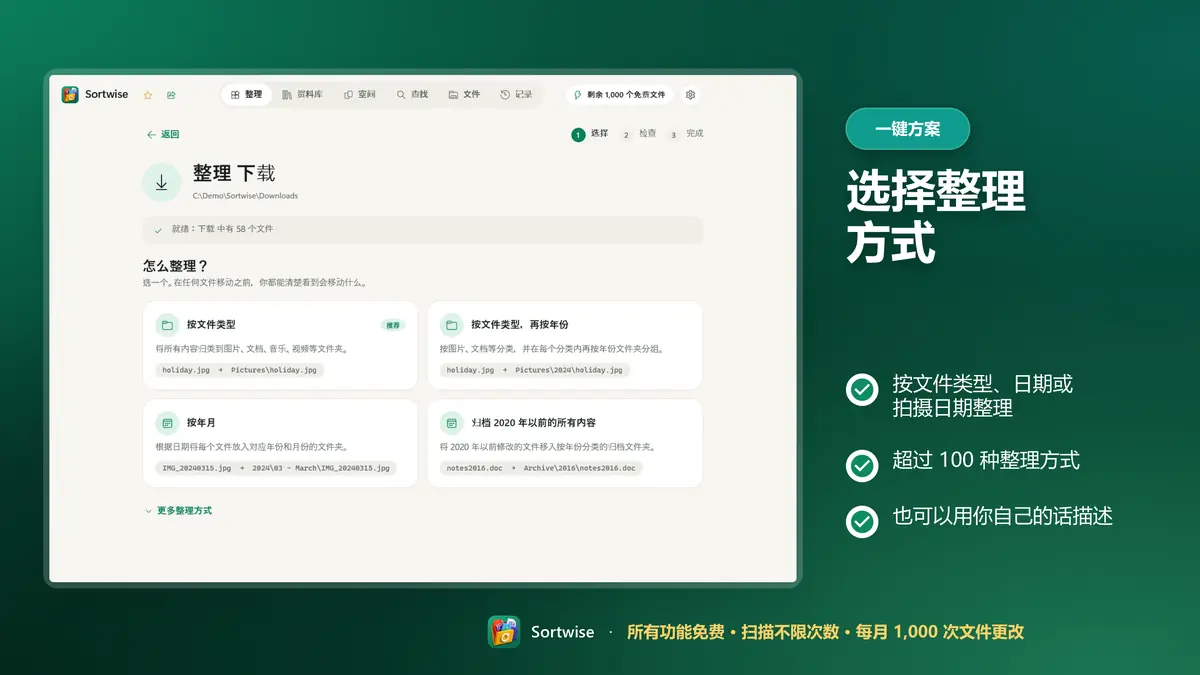 Sortwise
整理
资料库
空间
查找
文件
记录
剩余 1,000 个免费文件
返回
1 选择
2 检查
3 完成
整理 下载
C:\Demo\Sortwise\Downloads
就绪：下载 中有 58 个文件
怎么整理？
选一个。在任何文件移动之前，你都能清楚看到会移动什么。
按文件类型
推荐
将所有内容归类到图片、文档、音乐、视频等文件夹。
holiday.jpg → Pictures\holiday.jpg
按文件类型，再按年份
按图片、文档等分类，并在每个分类内再按年份文件夹分组。
holiday.jpg → Pictures\2024\holiday.jpg
按年月
根据日期将每个文件放入对应年份和月份的文件夹。
IMG_20240315.jpg → 2024\03 - March\IMG_20240315.jpg
归档 2020 年以前的所有内容
将 2020 年以前修改的文件移入按年份分类的归档文件夹。
notes2016.doc → Archive\2016\notes2016.doc
更多整理方式
一键方案
选择整理
方式
按文件类型、日期或
拍摄日期整理
超过 100 种整理方式
也可以用你自己的话描述
Sortwise · 所有功能免费 • 扫描不限次数 • 每月 1,000 次文件更改